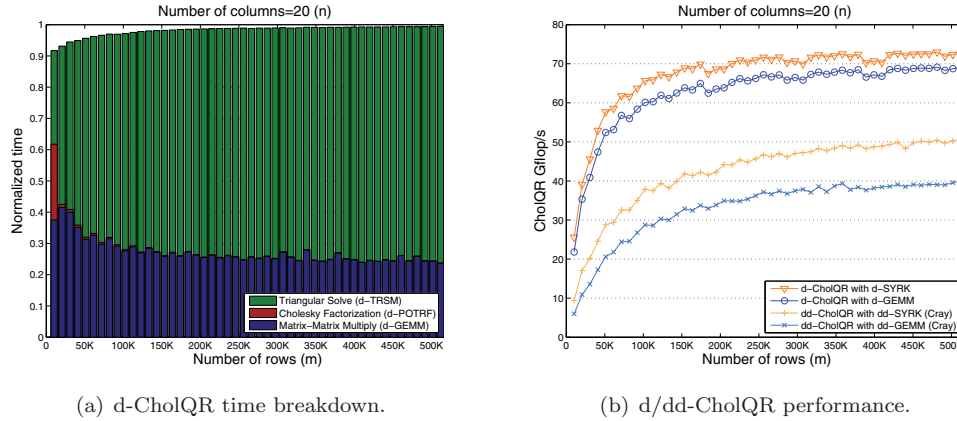 Number of columns=20 (n)
1
0.9
0.8
0.7
0.6
0.5
0.4
0.3
0.2
0.1
0
Normalized time
Triangular Solve (d−TRSM)
Cholesky Factorization (d−POTRF)
Matrix−Matrix Multiply (d−GEMM)
0 50K 100K 150K 200K 250K 300K 350K 400K 450K 500K
Number of rows (m)
(a) d-CholQR time breakdown.
Number of columns=20 (n)
80
70
60
50
40
30
20
10
0
CholQR Gflop/s
d−CholQR with d−SYRK
d−CholQR with d−GEMM
dd−CholQR with dd−SYRK (Cray)
dd−CholQR with dd−GEMM (Cray)
0 50K 100K 150K 200K 250K 300K 350K 400K 450K 500K
Number of rows (m)
(b) d/dd-CholQR performance.